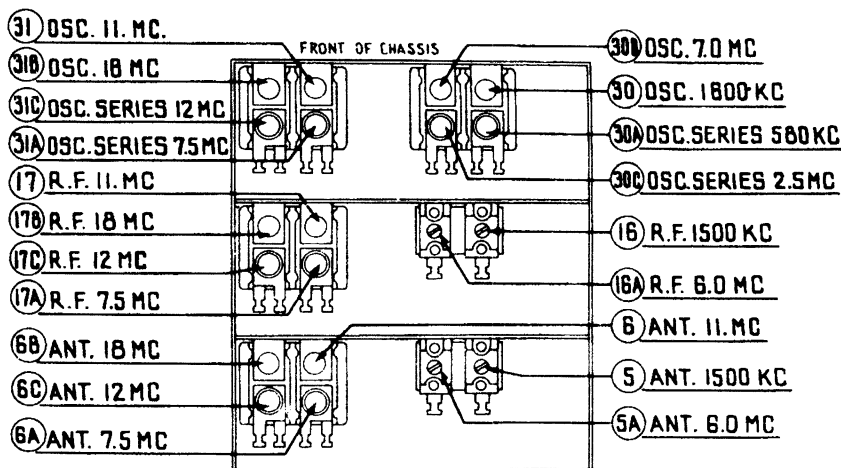 31 OSC. 11. MC.
FRONT OF CHASSIS
31B OSC. 18 MC
31C OSC. SERIES 12 MC
31A OSC. SERIES 7.5 MC
17 R.F. 11. MC
17B R.F. 18 MC
17C R.F. 12 MC
17A R.F. 7.5 MC
6B ANT. 18 MC
6C ANT. 12 MC
6A ANT. 7.5 MC
30B OSC. 7.0 MC
30 OSC. 1800 KC
30A OSC. SERIES 580 KC
30C OSC. SERIES 2.5 MC
16 R.F. 1500 KC
16A R.F. 6.0 MC
6 ANT. 11. MC
5 ANT. 1500 KC
5A ANT. 6.0 MC